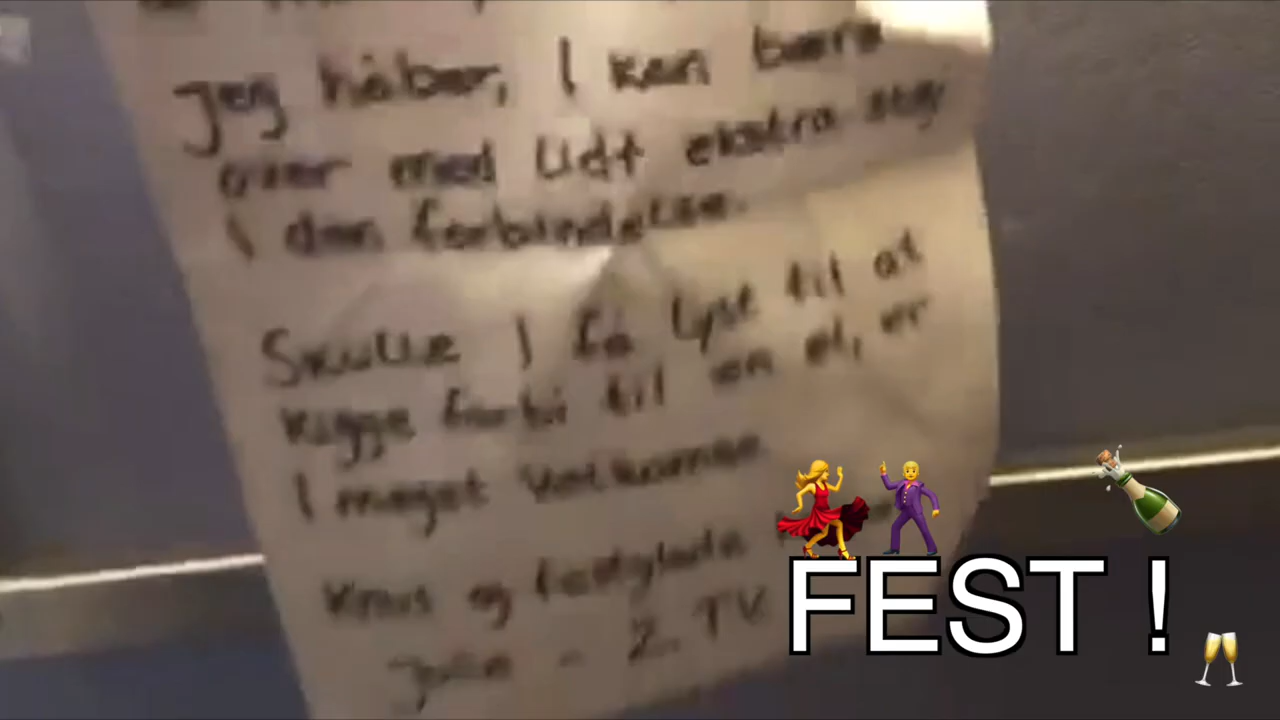 Jeg håber, I kan bære
over med lidt ekstra støj
i den forbindelse.
Skulle I få lyst til at
kigge forbi til en øl, er
I meget velkomne
Knus og festglade
Julie - 2. TV
FEST !